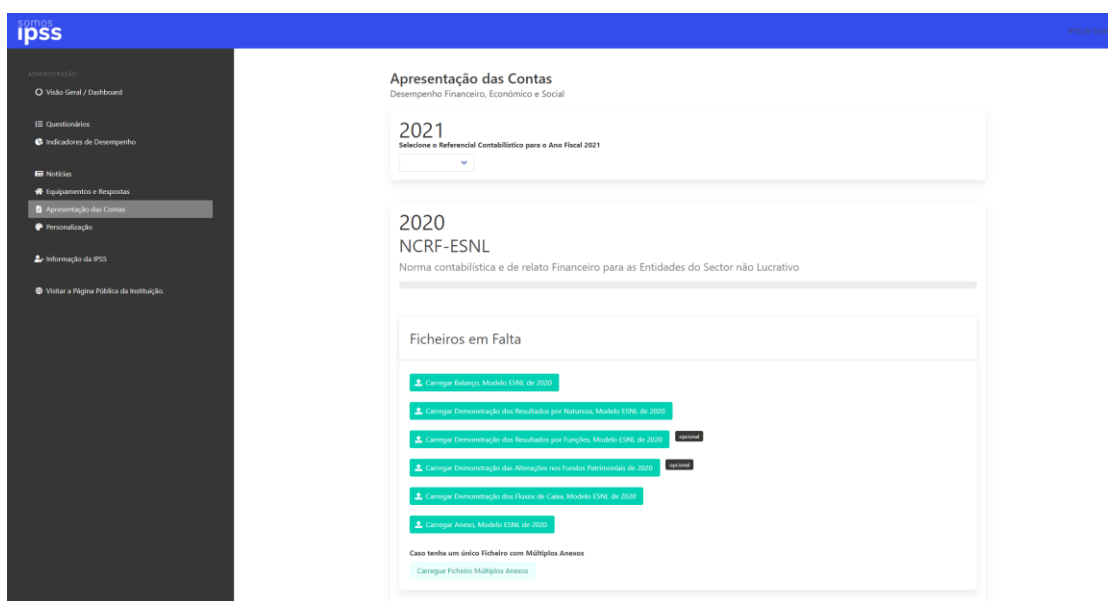 somos
ipss
ADMINISTRAÇÃO
Visão Geral / Dashboard
Questionários
Indicadores de Desempenho
Notícias
Equipamentos e Respostas
Apresentação das Contas
Personalização
Informação da IPSS
Visitar a Página Pública da Instituição.
Apresentação das Contas
Desempenho Financeiro, Económico e Social
2021
Selecione o Referencial Contabilístico para o Ano Fiscal 2021
2020
NCRF-ESNL
Norma contabilística e de relato Financeiro para as Entidades do Sector não Lucrativo
Ficheiros em Falta
Carregar Balanço, Modelo ESNL de 2020
Carregar Demonstração dos Resultados por Natureza, Modelo ESNL de 2020
Carregar Demonstração dos Resultados por Funções, Modelo ESNL de 2020 opcional
Carregar Demonstração das Alterações nos Fundos Patrimoniais de 2020 opcional
Carregar Demonstração dos Fluxos de Caixa, Modelo ESNL de 2020
Carregar Anexo, Modelo ESNL de 2020
Caso tenha um único Ficheiro com Múltiplos Anexos
Carregue Ficheiro Múltiplos Anexos